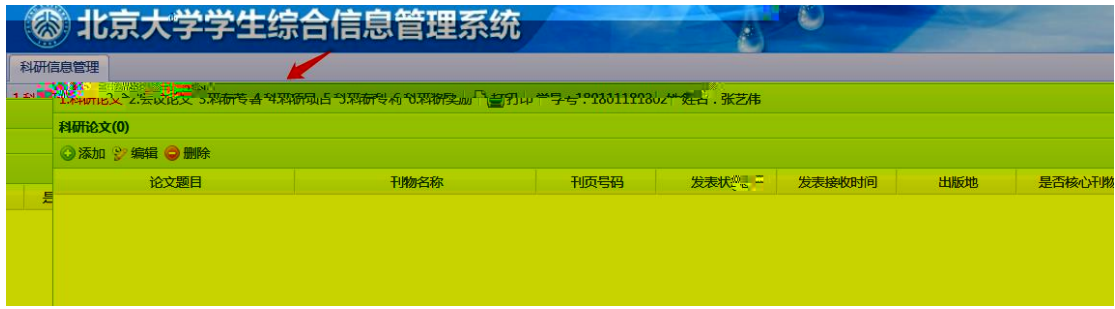 北京大学学生综合信息管理系统
科研信息管理
1.科研论文 2.会议论文 3.科研专著 4.科研项目 5.科研专利 6.科研奖励 打印 学号: 姓名:张艺伟
科研论文(0)
添加 编辑 删除
论文题目 刊物名称 刊页号码 发表状 发表接收时间 出版地 是否核心刊物